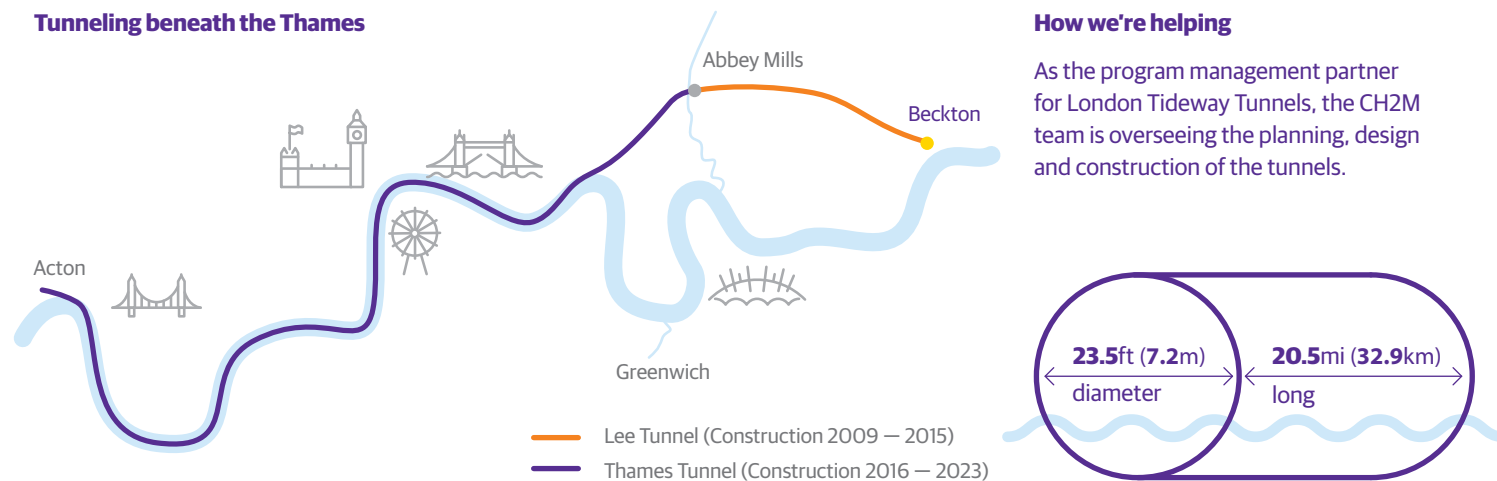 Tunneling beneath the Thames
Abbey Mills
Beckton
Acton
Greenwich
Lee Tunnel (Construction 2009 — 2015)
Thames Tunnel (Construction 2016 — 2023)
How we're helping
As the program management partner
for London Tideway Tunnels, the CH2M
team is overseeing the planning, design
and construction of the tunnels.
23.5ft (7.2m)
diameter
20.5mi (32.9km)
long